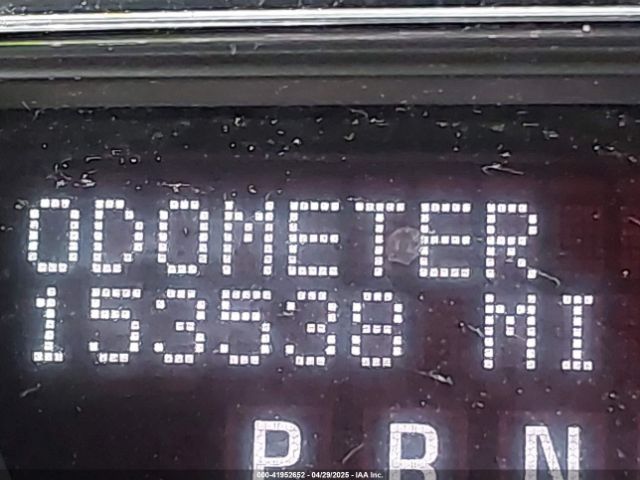 ODOMETER
153538 MI
P R N
000-41952652 - 04/29/2025 - IAA Inc.